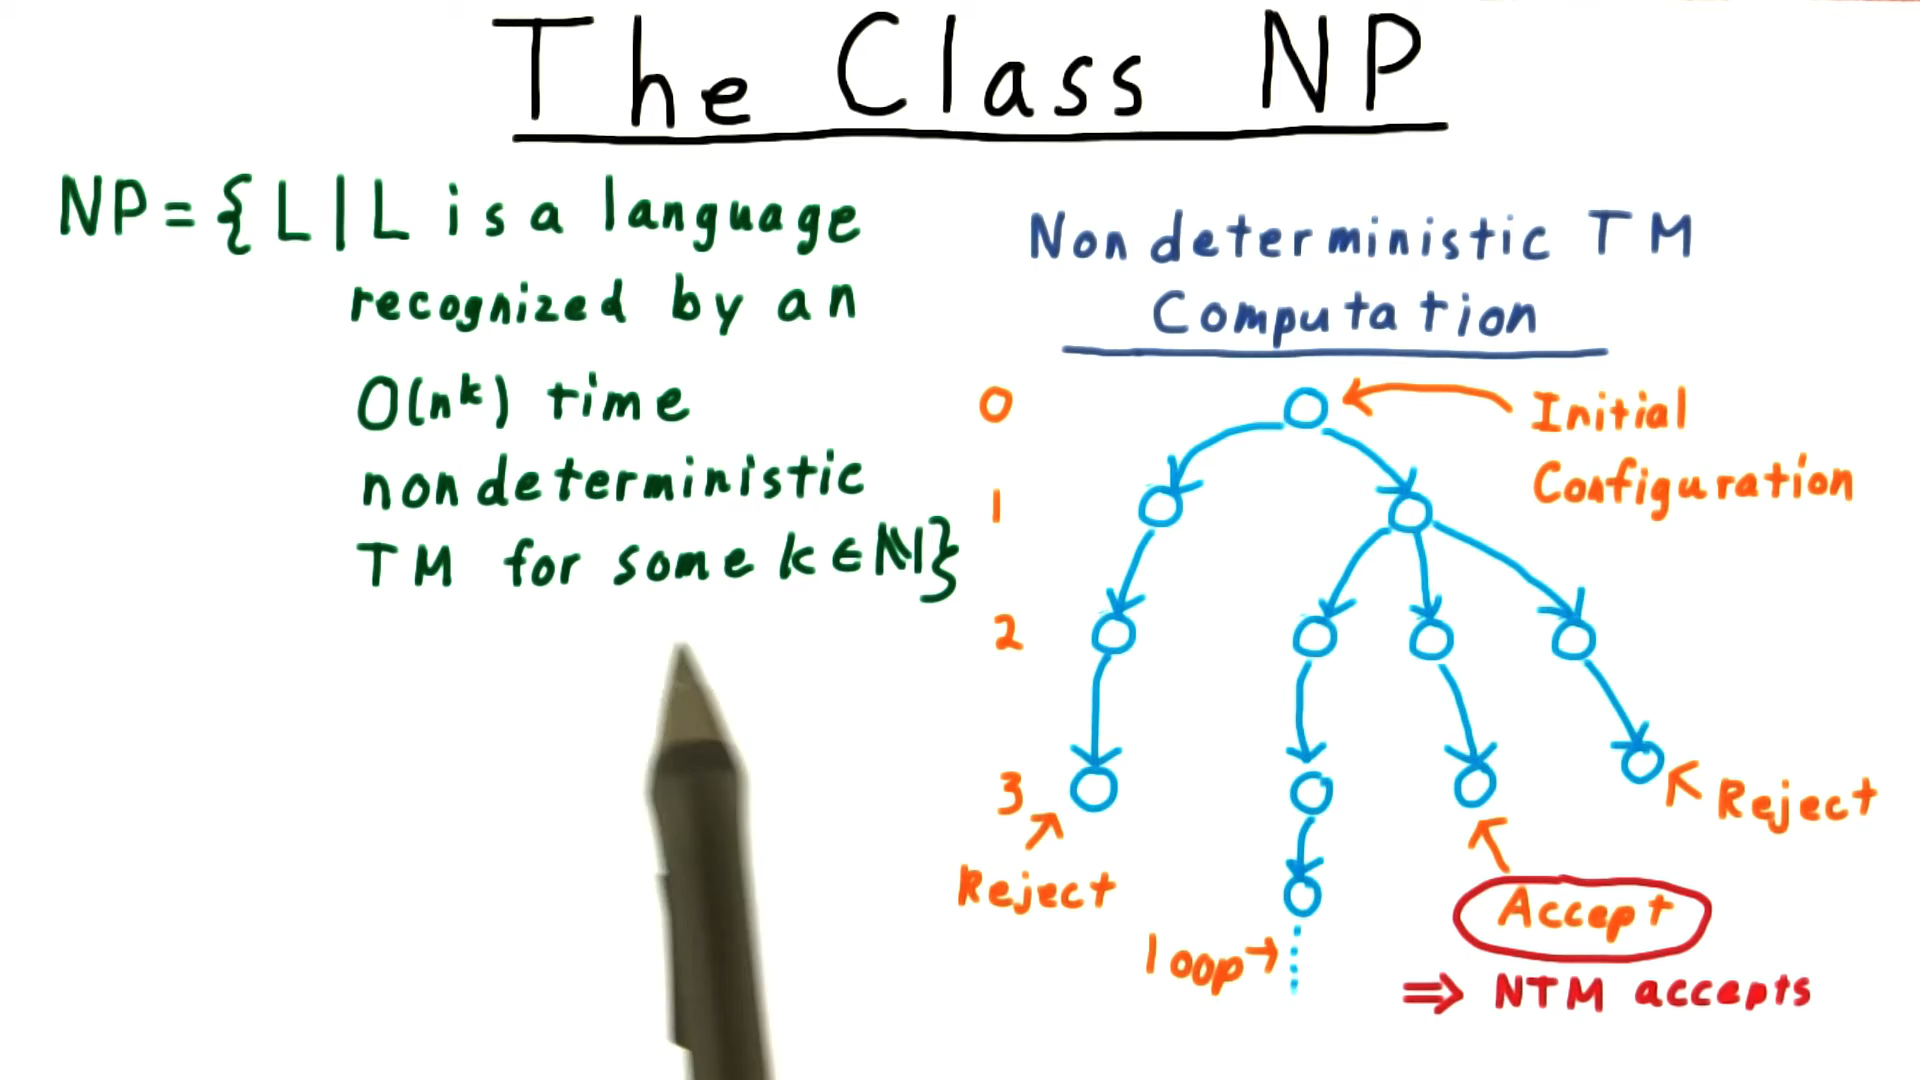 The Class NP
NP = { L | L is a language
recognized by an
O(n^k) time
nondeterministic
TM for some k ∈ ℕ}
Nondeterministic TM
Computation
0
Initial
Configuration
1
2
3
Reject
Reject
Accept
loop →
⇒ NTM accepts